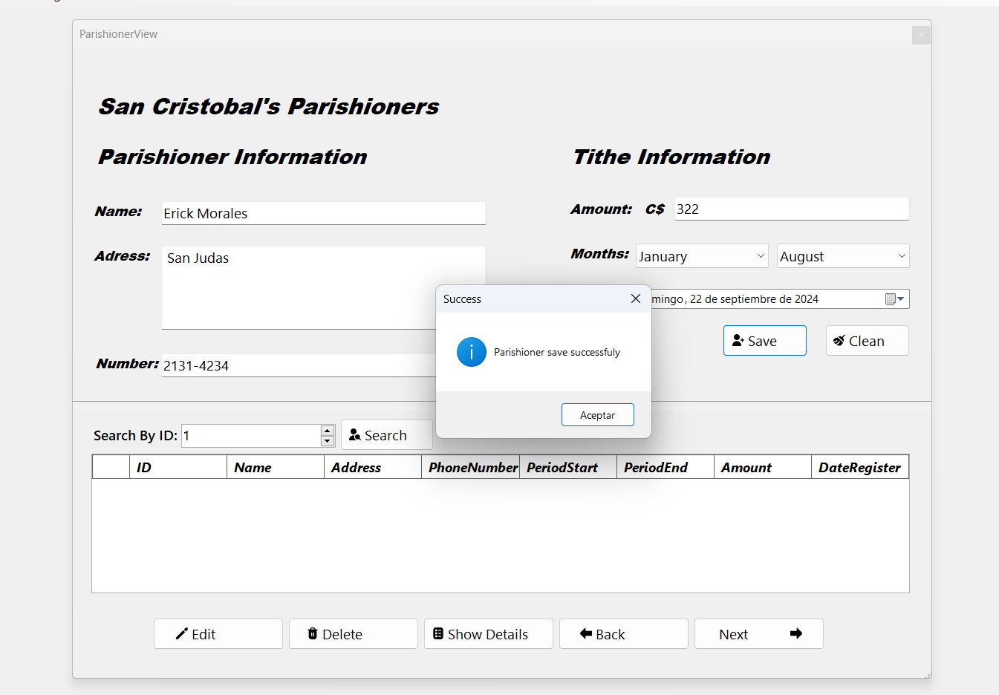 ParishionerView
San Cristobal's Parishioners
Parishioner Information
Tithe Information
Name: Erick Morales
Amount: C$ 322
Adress: San Judas
Months: January August
mingo, 22 de septiembre de 2024
Success
Save Clean
Parishioner save successfuly
Number: 2131-4234
Aceptar
Search By ID: 1 Search
ID Name Address PhoneNumber PeriodStart PeriodEnd Amount DateRegister
Edit Delete Show Details Back Next